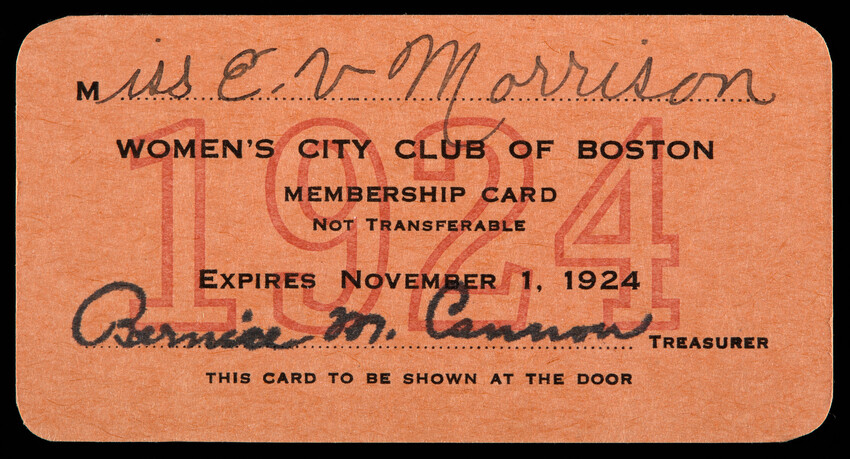 Miss E. V Morrison
1924
WOMEN'S CITY CLUB OF BOSTON
MEMBERSHIP CARD
NOT TRANSFERABLE
EXPIRES NOVEMBER 1, 1924
Bernice M. Cannon TREASURER
THIS CARD TO BE SHOWN AT THE DOOR